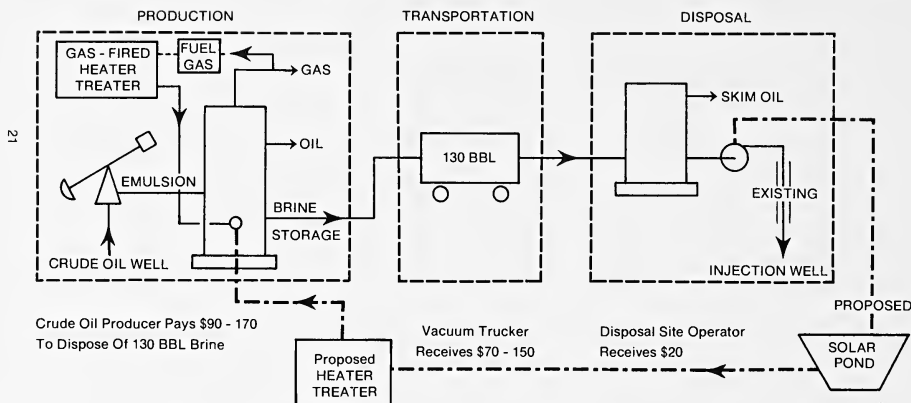 PRODUCTION
TRANSPORTATION
DISPOSAL
GAS - FIRED
HEATER
TREATER
FUEL
GAS
GAS
OIL
EMULSION
BRINE
STORAGE
CRUDE OIL WELL
130 BBL
SKIM OIL
EXISTING
INJECTION WELL
PROPOSED
SOLAR
POND
Crude Oil Producer Pays $90 - 170
To Dispose Of 130 BBL Brine
Proposed
HEATER
TREATER
Vacuum Trucker
Receives $70 - 150
Disposal Site Operator
Receives $20
21